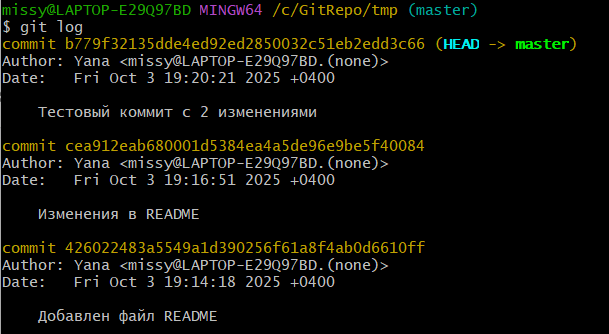 missy@LAPTOP-E29Q97BD MINGW64 /c/GitRepo/tmp (master)
$ git log
commit b779f32135dde4ed92ed2850032c51eb2edd3c66 (HEAD -> master)
Author: Yana <missy@LAPTOP-E29Q97BD.(none)>
Date:   Fri Oct 3 19:20:21 2025 +0400
    Тестовый коммит с 2 изменениями
commit cea912eab680001d5384ea4a5de96e9be5f40084
Author: Yana <missy@LAPTOP-E29Q97BD.(none)>
Date:   Fri Oct 3 19:16:51 2025 +0400
    Изменения в README
commit 426022483a5549a1d390256f61a8f4ab0d6610ff
Author: Yana <missy@LAPTOP-E29Q97BD.(none)>
Date:   Fri Oct 3 19:14:18 2025 +0400
    Добавлен файл README